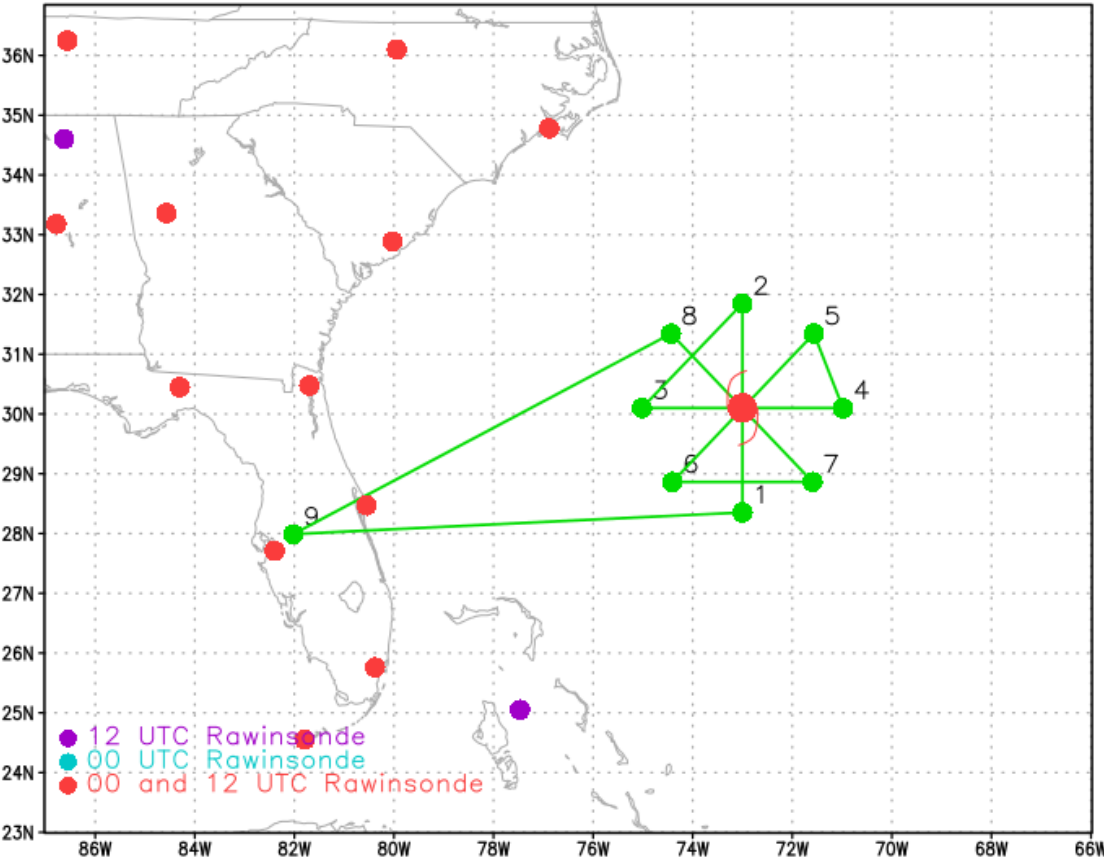 36N
35N
34N
33N
32N
31N
30N
29N
28N
27N
26N
25N
24N
23N
2
8
5
3
4
6
7
1
9
12 UTC Rawinsonde
00 UTC Rawinsonde
00 and 12 UTC Rawinsonde
86W 84W 82W 80W 78W 76W 74W 72W 70W 68W 66W